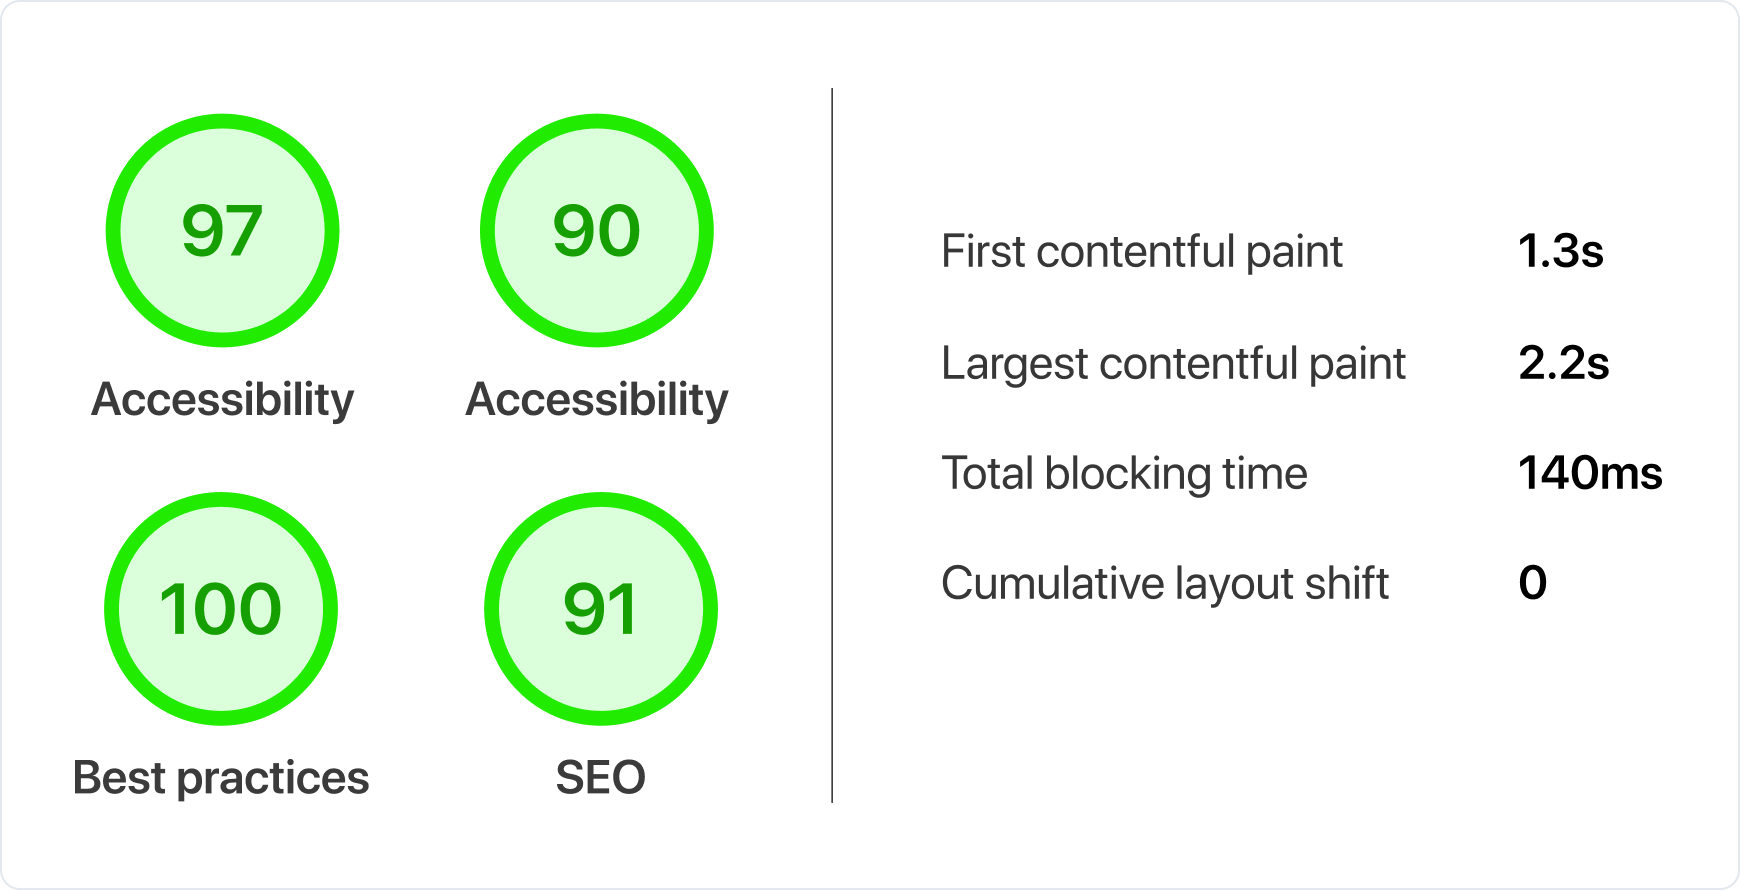 97
90
Accessibility
Accessibility
100
91
Best practices
SEO
First contentful paint 1.3s
Largest contentful paint 2.2s
Total blocking time 140ms
Cumulative layout shift 0